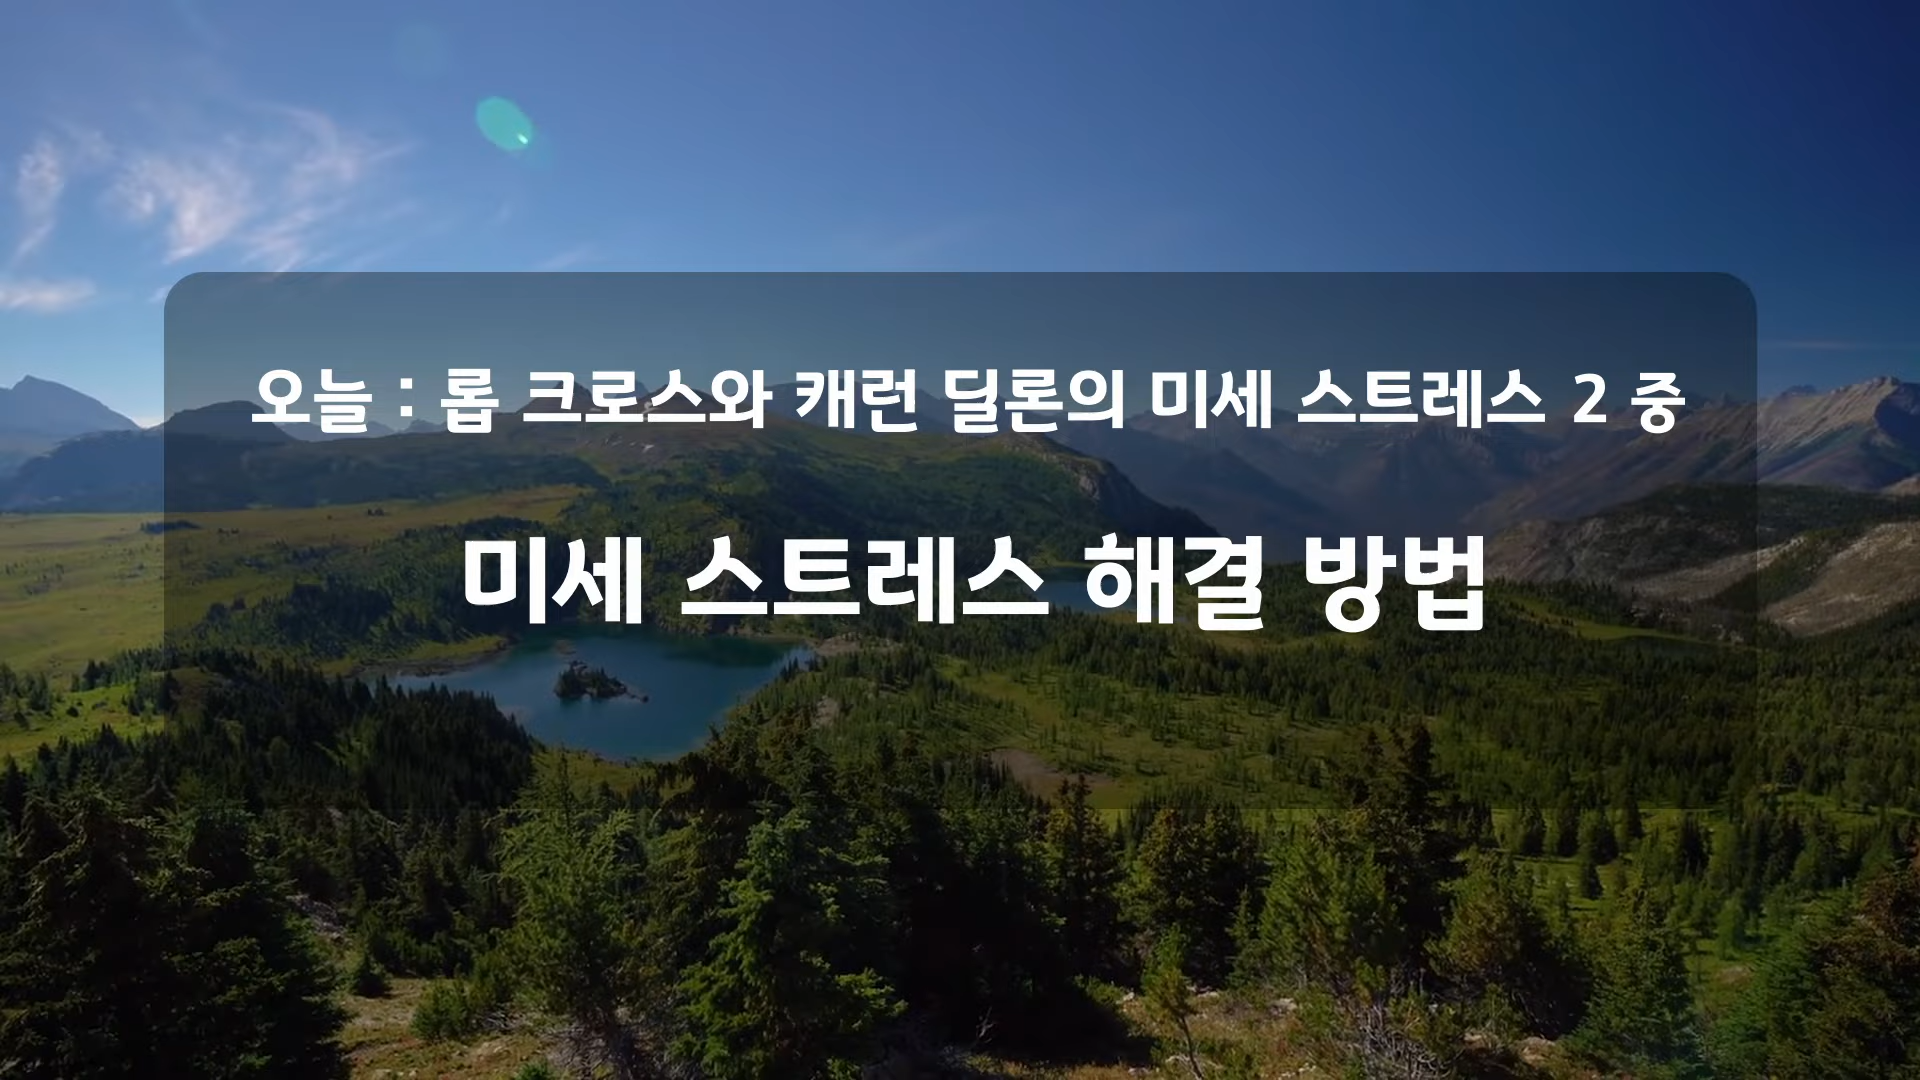 오늘 : 롭 크로스와 캐런 딜론의 미세 스트레스 2 중
미세 스트레스 해결 방법